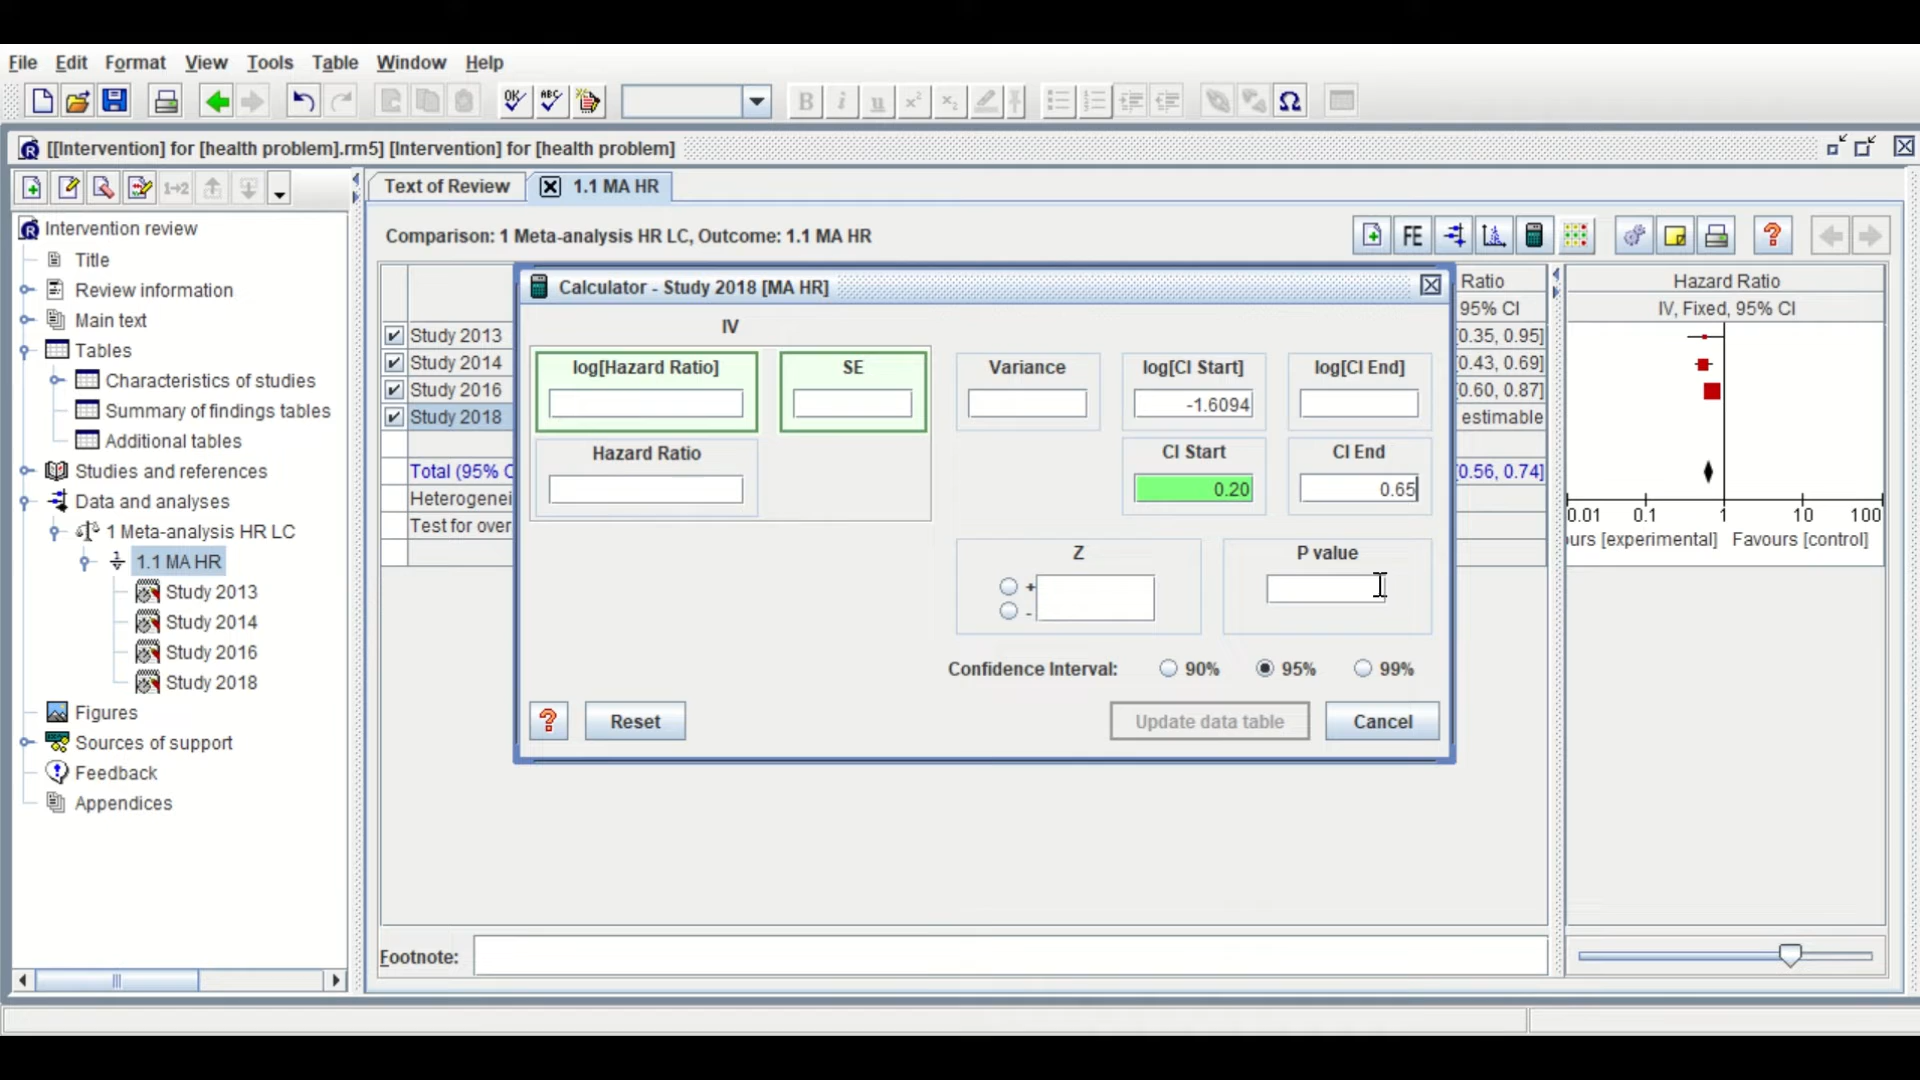 File Edit Format View Tools Table Window Help
OK ABC B i u x² x₂ Ω
[[Intervention] for [health problem].rm5] [Intervention] for [health problem]
1→2
Text of Review 1.1 MA HR
Intervention review
Title
Review information
Main text
Tables
Characteristics of studies
Summary of findings tables
Additional tables
Studies and references
Data and analyses
1 Meta-analysis HR LC
1.1 MA HR
Study 2013
Study 2014
Study 2016
Study 2018
Figures
Sources of support
Feedback
Appendices
Comparison: 1 Meta-analysis HR LC, Outcome: 1.1 MA HR
FE ?
Study 2013
Study 2014
Study 2016
Study 2018
Total (95% C
Heterogenei
Test for over
Calculator - Study 2018 [MA HR]
IV
log[Hazard Ratio] SE Variance log[CI Start] log[CI End]
-1.6094
Hazard Ratio CI Start CI End
0.20 0.65
Z P value
+
-
Confidence Interval: 90% 95% 99%
? Reset Update data table Cancel
Ratio
95% CI
[0.35, 0.95]
[0.43, 0.69]
[0.60, 0.87]
estimable
[0.56, 0.74]
Hazard Ratio
IV, Fixed, 95% CI
0.01 0.1 1 10 100
urs [experimental] Favours [control]
Footnote: